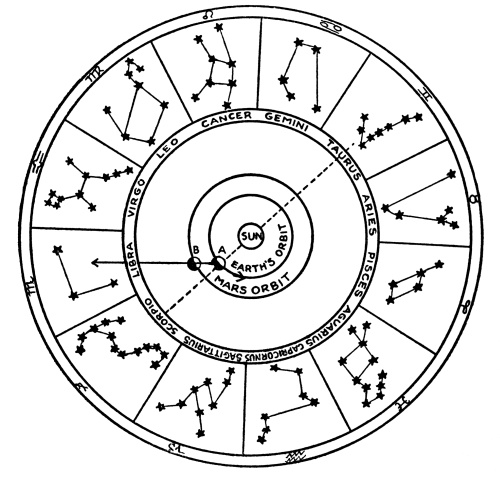 ♌
♋
♍
♊
CANCER
GEMINI
LEO
TAURUS
VIRGO
ARIES
LIBRA
PISCES
SCORPIO
AQUARIUS
SAGITTARIUS
CAPRICORNUS
SUN
B
A
EARTH'S ORBIT
MARS ORBIT
♎
♉
♏
♈
♐
♓
♑
♒